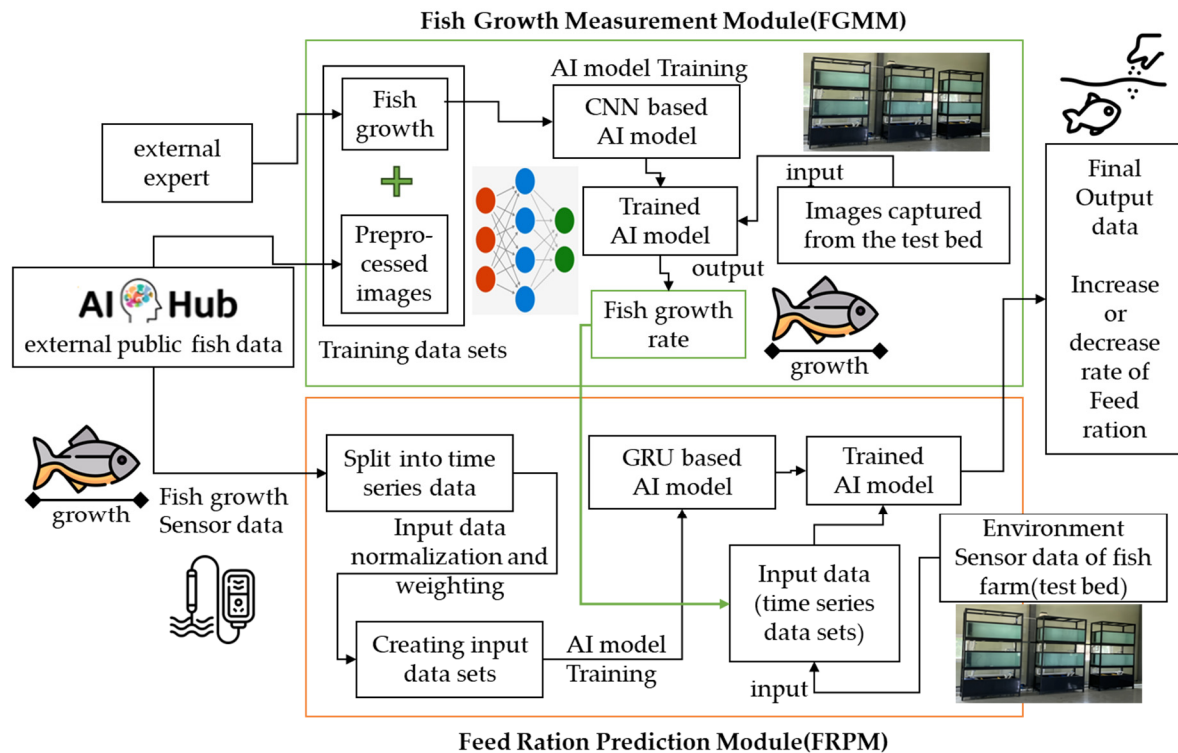 Fish Growth Measurement Module(FGMM)
AI model Training
Fish
growth
CNN based
AI model
external
expert
input
Final
Output
data
Prepro-
cessed
images
Trained
AI model
Images captured
from the test bed
output
AI Hub
external public fish data
Fish growth
rate
Training data sets
growth
Increase
or
decrease
rate of
Feed
ration
growth
Fish growth
Sensor data
Split into time
series data
GRU based
AI model
Trained
AI model
Input data
normalization and
weighting
Environment
Sensor data of fish
farm(test bed)
Input data
(time series
data sets)
Creating input
data sets
AI model
Training
input
Feed Ration Prediction Module(FRPM)